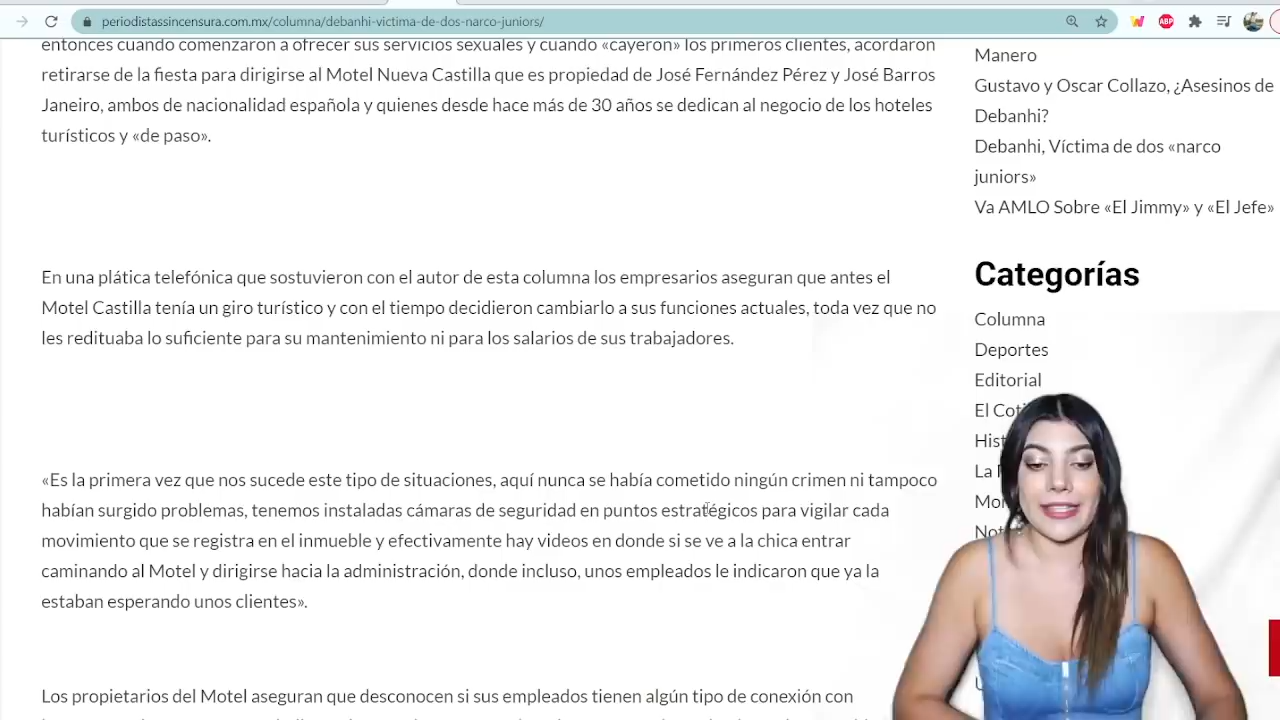 periodistassincensura.com.mx/columna/debanhi-victima-de-dos-narco-juniors/
ABP
entonces cuando comenzaron a ofrecer sus servicios sexuales y cuando «cayeron» los primeros clientes, acordaron
retirarse de la fiesta para dirigirse al Motel Nueva Castilla que es propiedad de José Fernández Pérez y José Barros
Janeiro, ambos de nacionalidad española y quienes desde hace más de 30 años se dedican al negocio de los hoteles
turísticos y «de paso».
En una plática telefónica que sostuvieron con el autor de esta columna los empresarios aseguran que antes el
Motel Castilla tenía un giro turístico y con el tiempo decidieron cambiarlo a sus funciones actuales, toda vez que no
les redituaba lo suficiente para su mantenimiento ni para los salarios de sus trabajadores.
«Es la primera vez que nos sucede este tipo de situaciones, aquí nunca se había cometido ningún crimen ni tampoco
habían surgido problemas, tenemos instaladas cámaras de seguridad en puntos estratégicos para vigilar cada
movimiento que se registra en el inmueble y efectivamente hay videos en donde si se ve a la chica entrar
caminando al Motel y dirigirse hacia la administración, donde incluso, unos empleados le indicaron que ya la
estaban esperando unos clientes».
Los propietarios del Motel aseguran que desconocen si sus empleados tienen algún tipo de conexión con
Manero
Gustavo y Oscar Collazo, ¿Asesinos de
Debanhi?
Debanhi, Víctima de dos «narco
juniors»
Va AMLO Sobre «El Jimmy» y «El Jefe»
Categorías
Columna
Deportes
Editorial
El
La